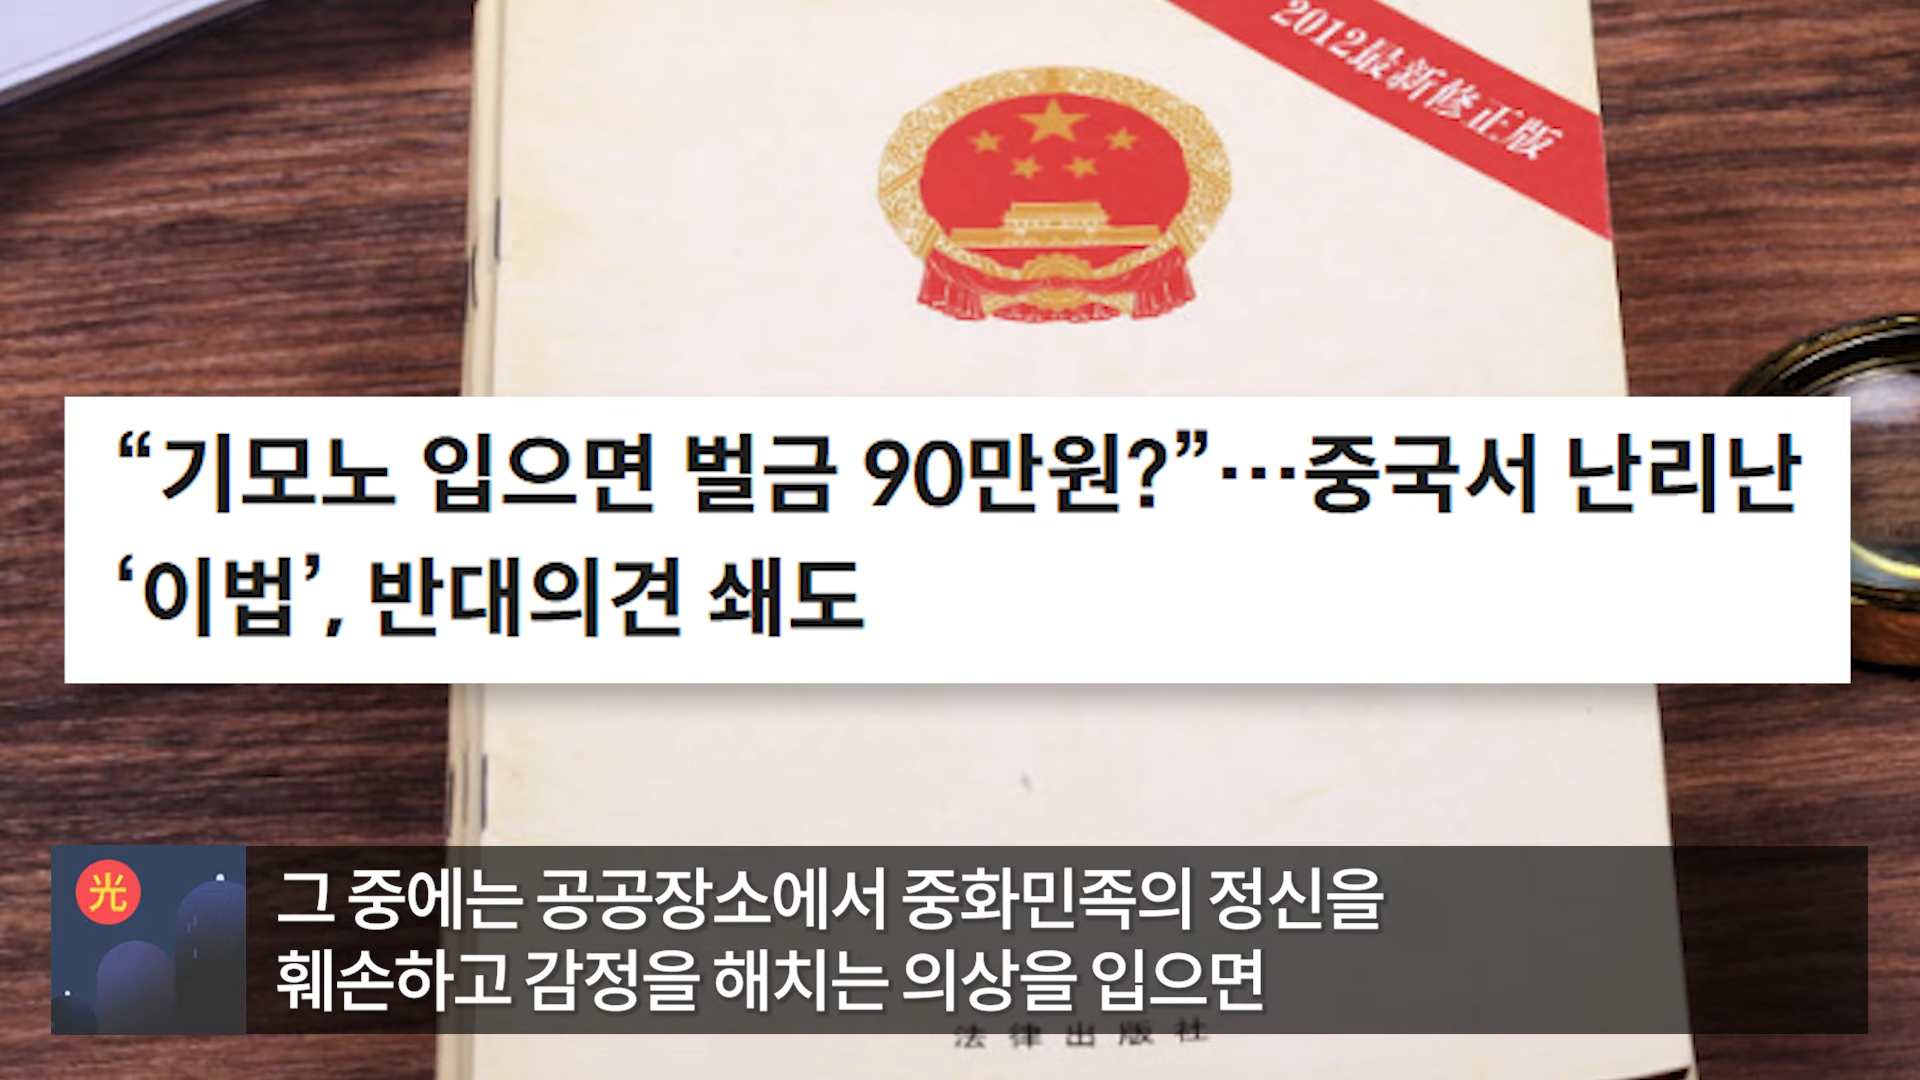 2012最新修正版
“기모노 입으면 벌금 90만원?”…중국서 난리난
‘이법’, 반대의견 쇄도
光
그 중에는 공공장소에서 중화민족의 정신을
훼손하고 감정을 해치는 의상을 입으면
法律出版社